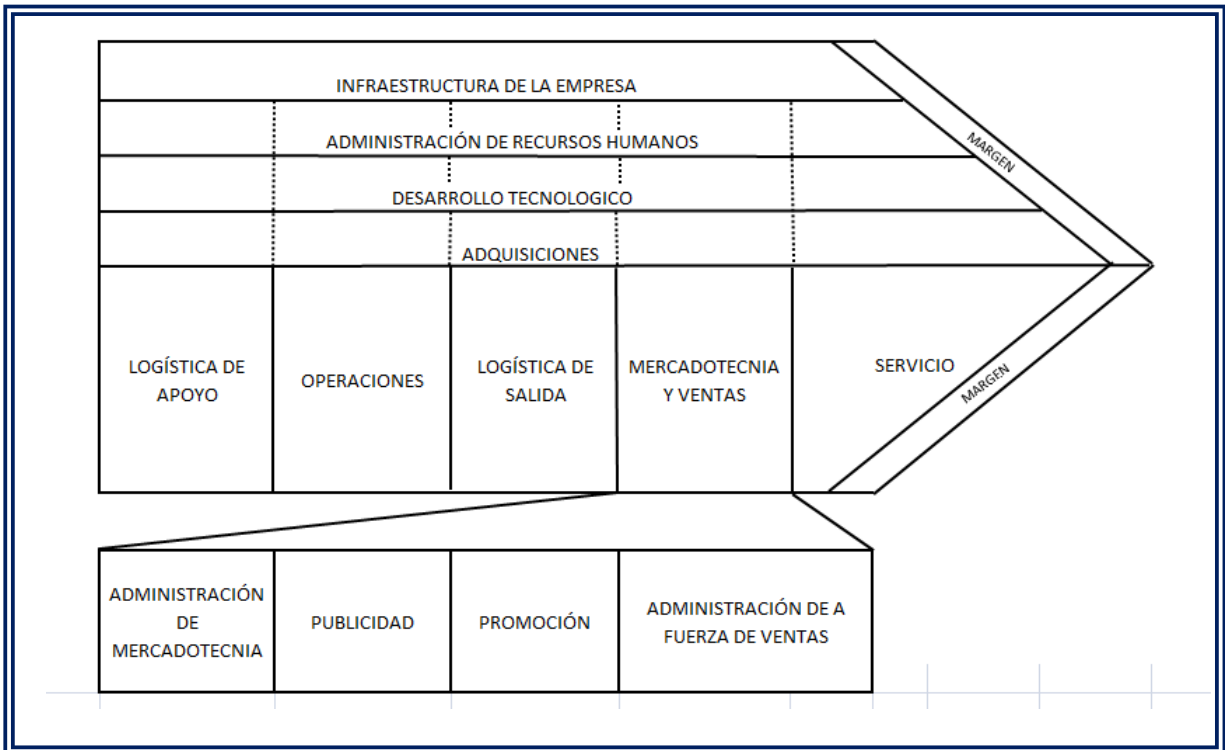 INFRAESTRUCTURA DE LA EMPRESA
ADMINISTRACIÓN DE RECURSOS HUMANOS
DESARROLLO TECNOLOGICO
ADQUISICIONES
MARGEN
LOGÍSTICA DE
APOYO
OPERACIONES
LOGÍSTICA DE
SALIDA
MERCADOTECNIA
Y VENTAS
SERVICIO
MARGEN
ADMINISTRACIÓN
DE
MERCADOTECNIA
PUBLICIDAD
PROMOCIÓN
ADMINISTRACIÓN DE A
FUERZA DE VENTAS